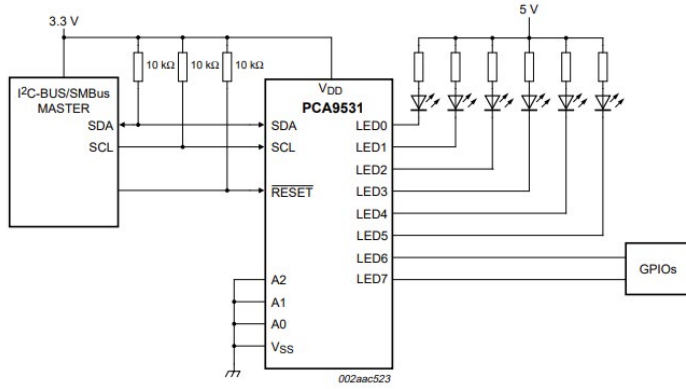 3.3 V
5 V
10 kΩ
10 kΩ
10 kΩ
I²C-BUS/SMBus
MASTER
SDA
SCL
VDD
PCA9531
SDA
SCL
RESET
A2
A1
A0
VSS
LED0
LED1
LED2
LED3
LED4
LED5
LED6
LED7
GPIOs
002aac523